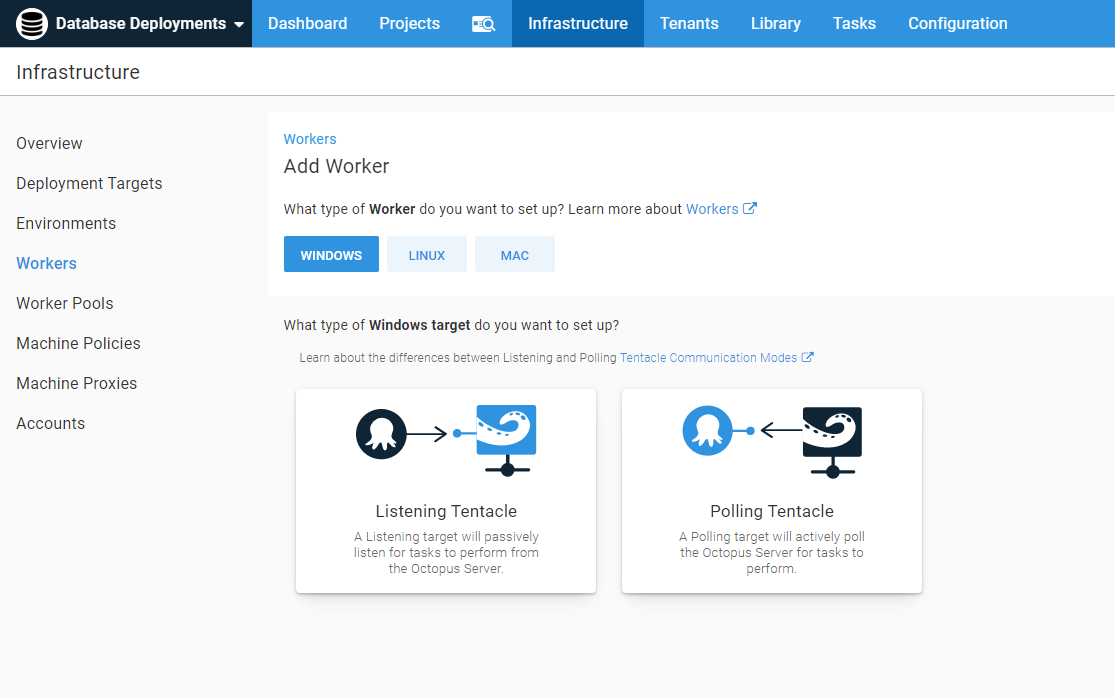 Database Deployments Dashboard Projects Infrastructure Tenants Library Tasks Configuration
Infrastructure
Overview
Deployment Targets
Environments
Workers
Worker Pools
Machine Policies
Machine Proxies
Accounts
Workers
Add Worker
What type of Worker do you want to set up? Learn more about Workers
WINDOWS LINUX MAC
What type of Windows target do you want to set up?
Learn about the differences between Listening and Polling Tentacle Communication Modes
Listening Tentacle
A Listening target will passively
listen for tasks to perform from
the Octopus Server.
Polling Tentacle
A Polling target will actively poll
the Octopus Server for tasks to
perform.